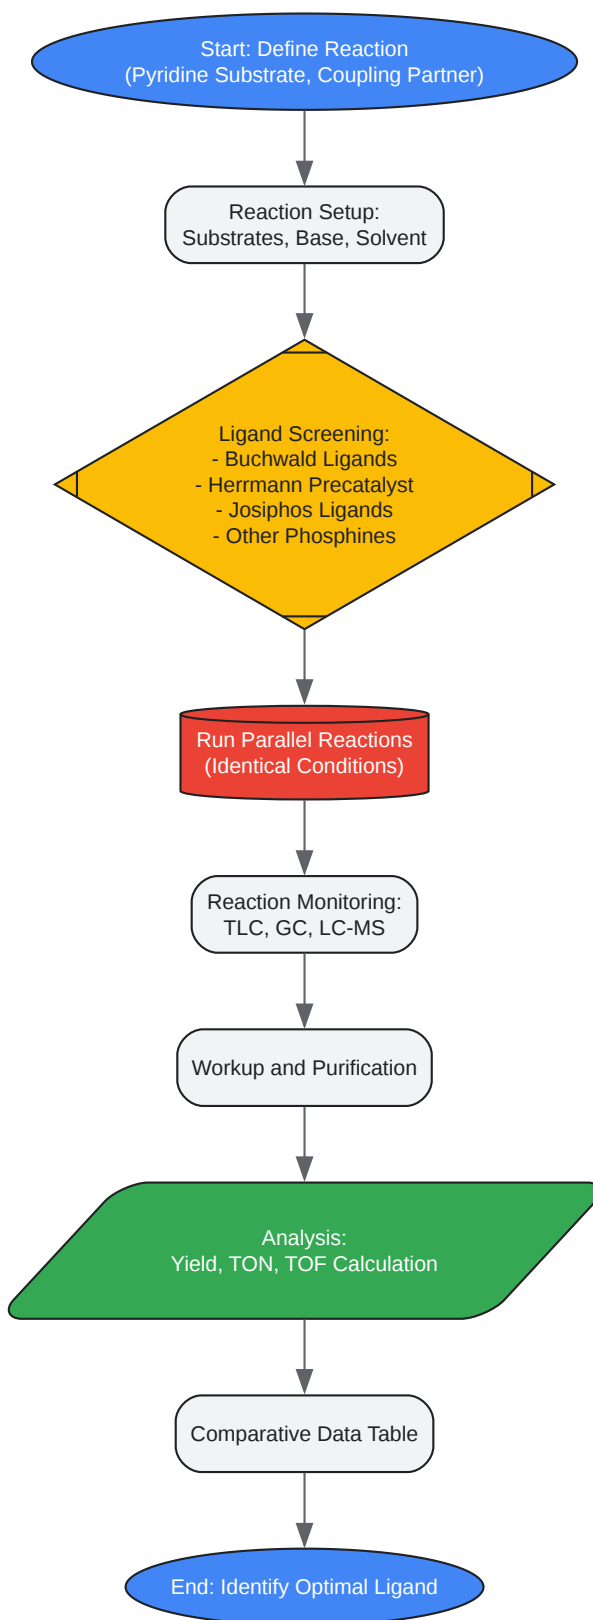 Start: Define Reaction
(Pyridine Substrate, Coupling Partner)
Reaction Setup:
Substrates, Base, Solvent
Ligand Screening:
- Buchwald Ligands
- Herrmann Precatalyst
- Josiphos Ligands
- Other Phosphines
Run Parallel Reactions
(Identical Conditions)
Reaction Monitoring:
TLC, GC, LC-MS
Workup and Purification
Analysis:
Yield, TON, TOF Calculation
Comparative Data Table
End: Identify Optimal Ligand